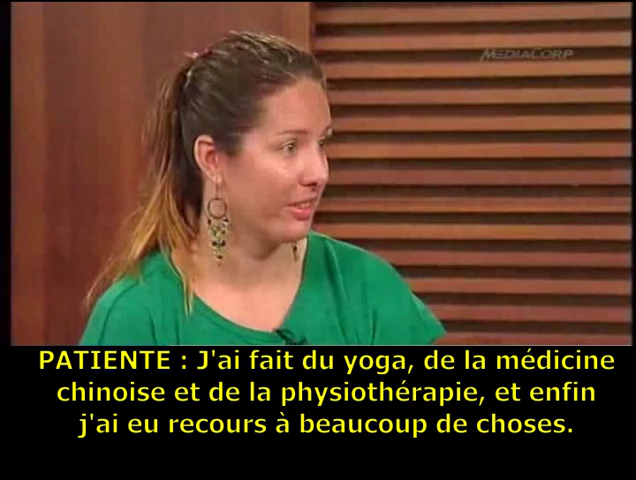 MEDIACORP
PATIENTE : J'ai fait du yoga, de la médicine
chinoise et de la physiothérapie, et enfin
j'ai eu recours à beaucoup de choses.